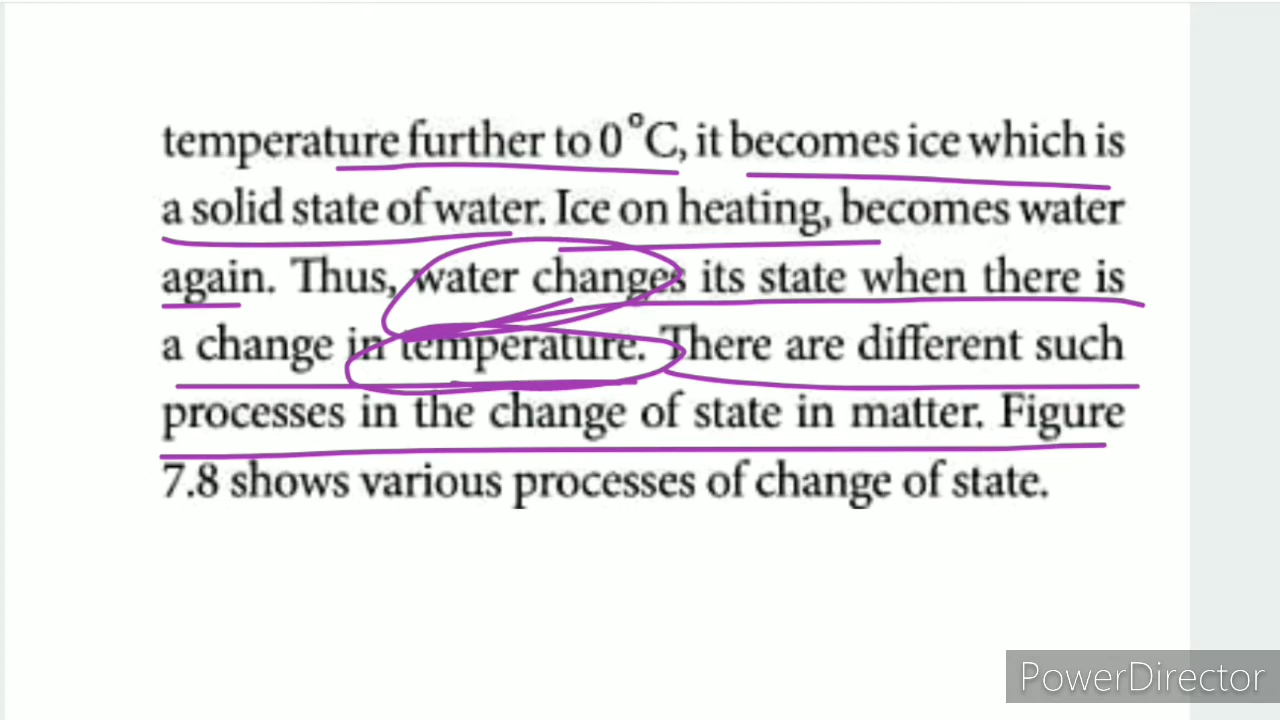 temperature further to 0°C, it becomes ice which is
a solid state of water. Ice on heating, becomes water
again. Thus, water changes its state when there is
a change in temperature. There are different such
processes in the change of state in matter. Figure
7.8 shows various processes of change of state.
PowerDirector